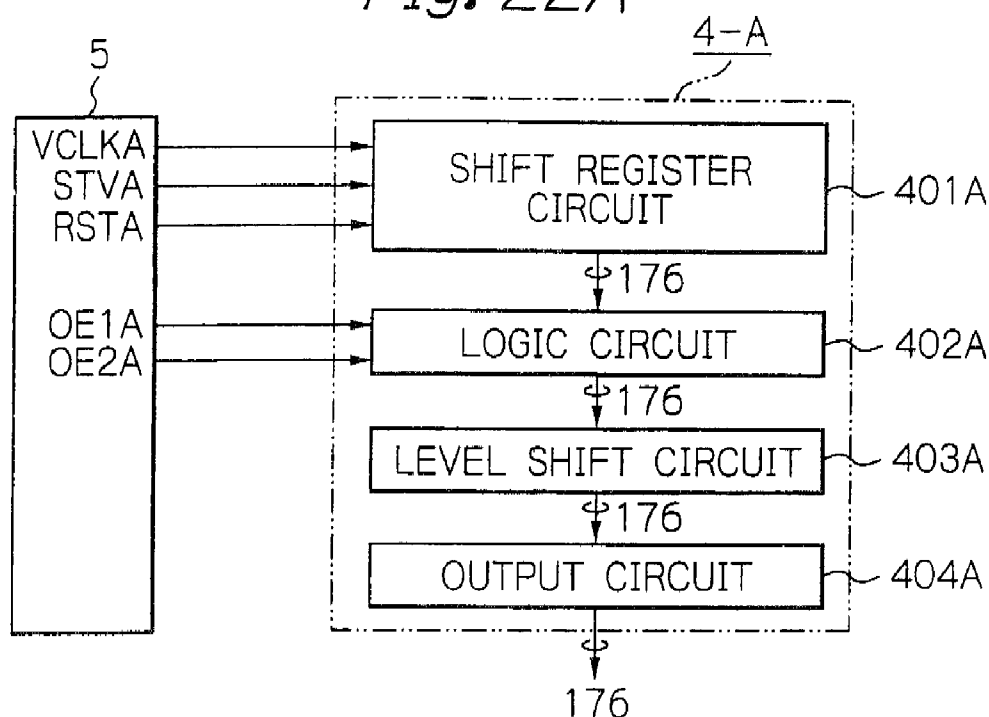 Fig. 22A
4-A
5
VCLKA
STVA
RSTA
OE1A
OE2A
SHIFT REGISTER
CIRCUIT
401A
176
LOGIC CIRCUIT
402A
176
LEVEL SHIFT CIRCUIT
403A
176
OUTPUT CIRCUIT
404A
176